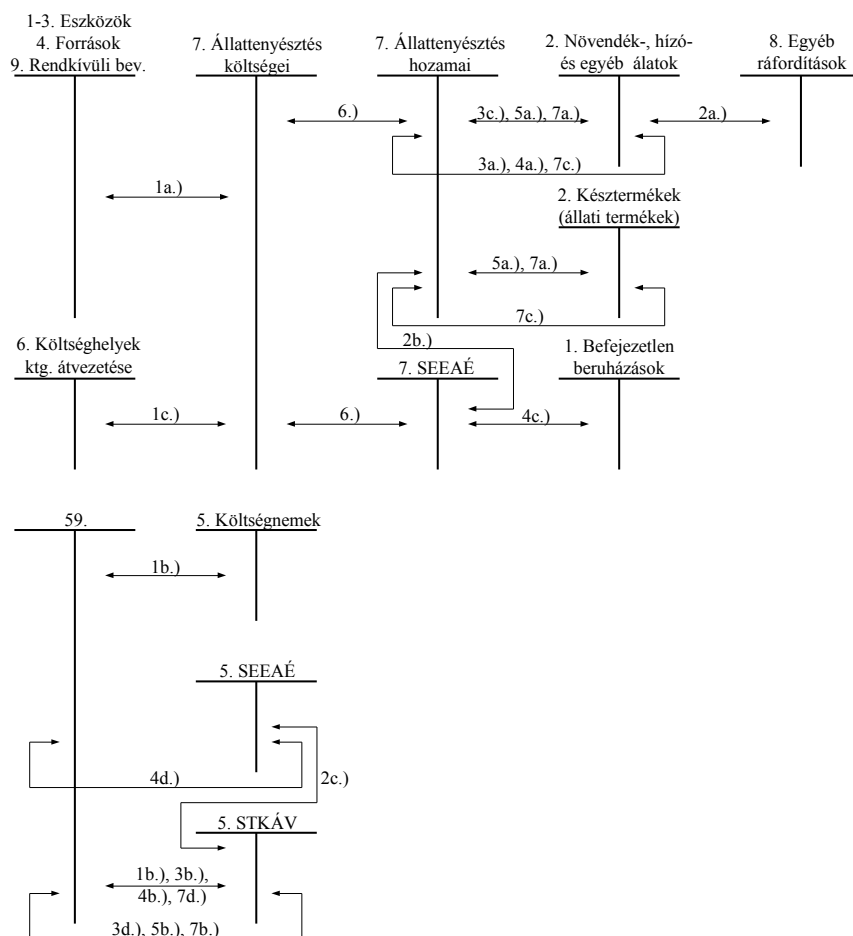 1-3. Eszközök
4. Források
9. Rendkívüli bev.
7. Állattenyésztés
költségei
7. Állattenyésztés
hozamai
2. Növendék-, hízó-
és egyéb álatok
8. Egyéb
ráfordítások
6.)
3c.), 5a.), 7a.)
2a.)
3a.), 4a.), 7c.)
1a.)
2. Késztermékek
(állati termékek)
5a.), 7a.)
7c.)
2b.)
6. Költséghelyek
ktg. átvezetése
7. SEEAÉ
1. Befejezetlen
beruházások
1c.)
6.)
4c.)
59.
5. Költségnemek
1b.)
5. SEEAÉ
4d.)
2c.)
5. STKÁV
1b.), 3b.),
4b.), 7d.)
3d.), 5b.), 7b.)